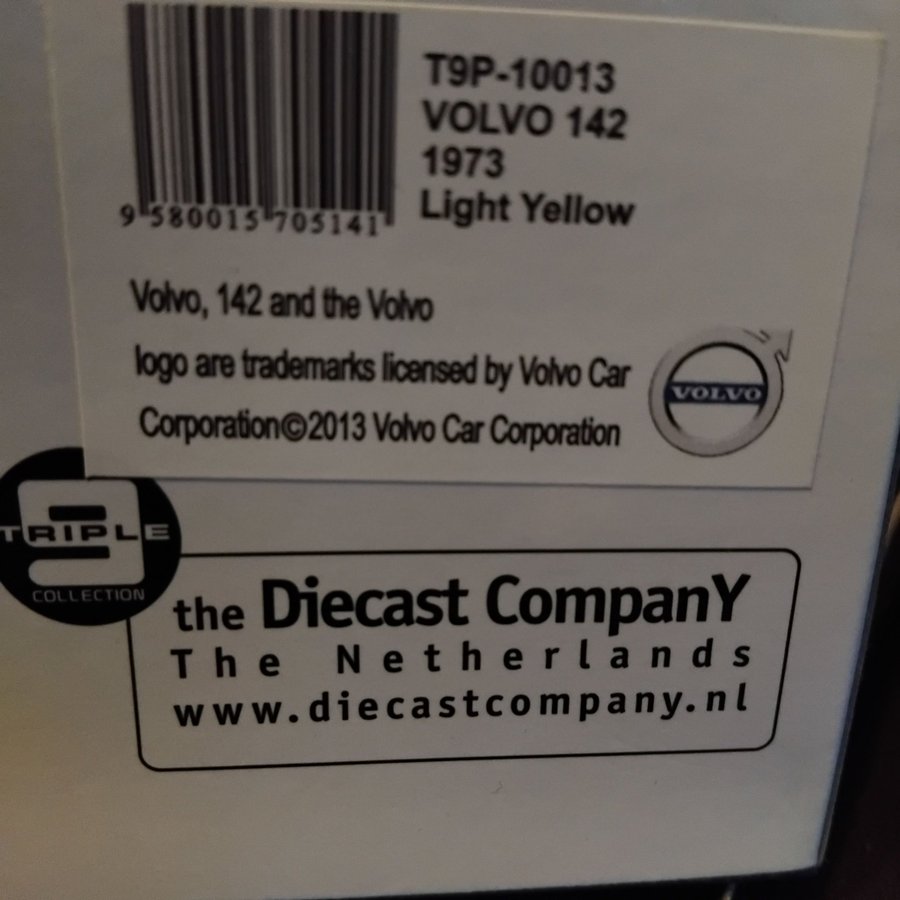 T9P-10013
VOLVO 142
1973
Light Yellow
9 580015 705141
Volvo, 142 and the Volvo
logo are trademarks licensed by Volvo Car
Corporation©2013 Volvo Car Corporation
VOLVO
TRIPLE
9
COLLECTION
the Diecast CompanY
The Netherlands
www.diecastcompany.nl